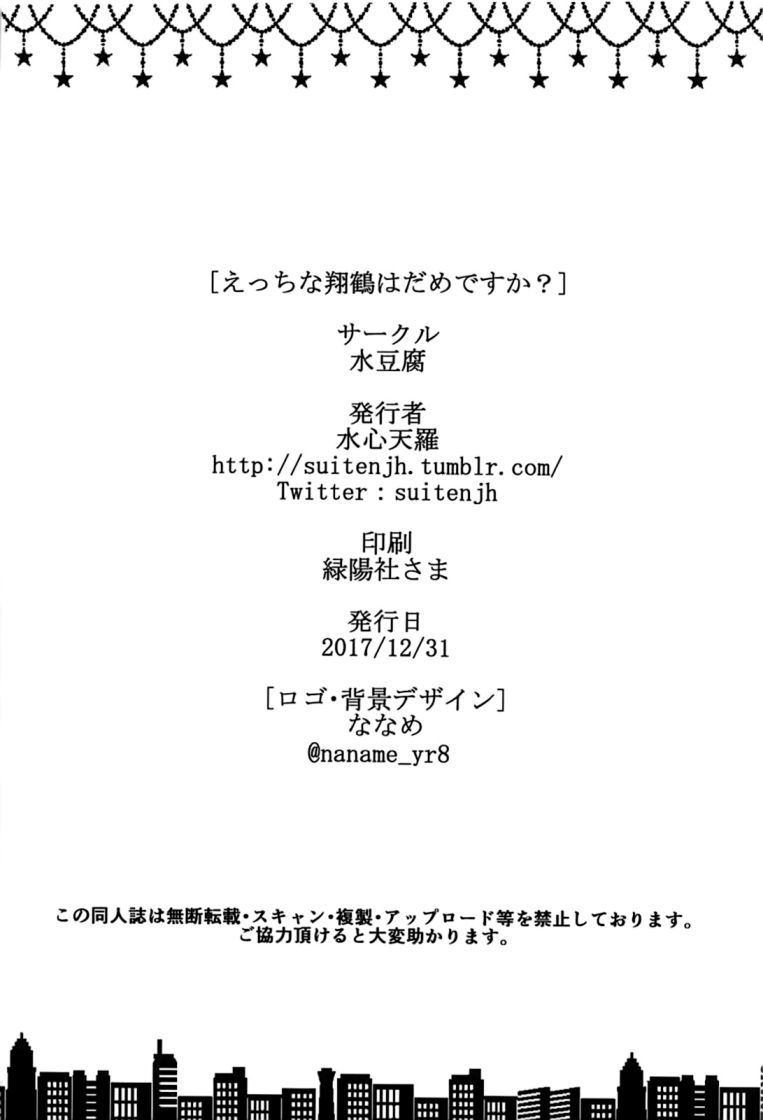 ［えっちな翔鶴はだめですか？］
サークル
水豆腐
発行者
水心天羅
http://suitenjh.tumblr.com/
Twitter：suitenjh
印刷
緑陽社さま
発行日
2017/12/31
［ロゴ・背景デザイン］
ななめ
@naname_yr8
この同人誌は無断転載・スキャン・複製・アップロード等を禁止しております。
ご協力頂けると大変助かります。